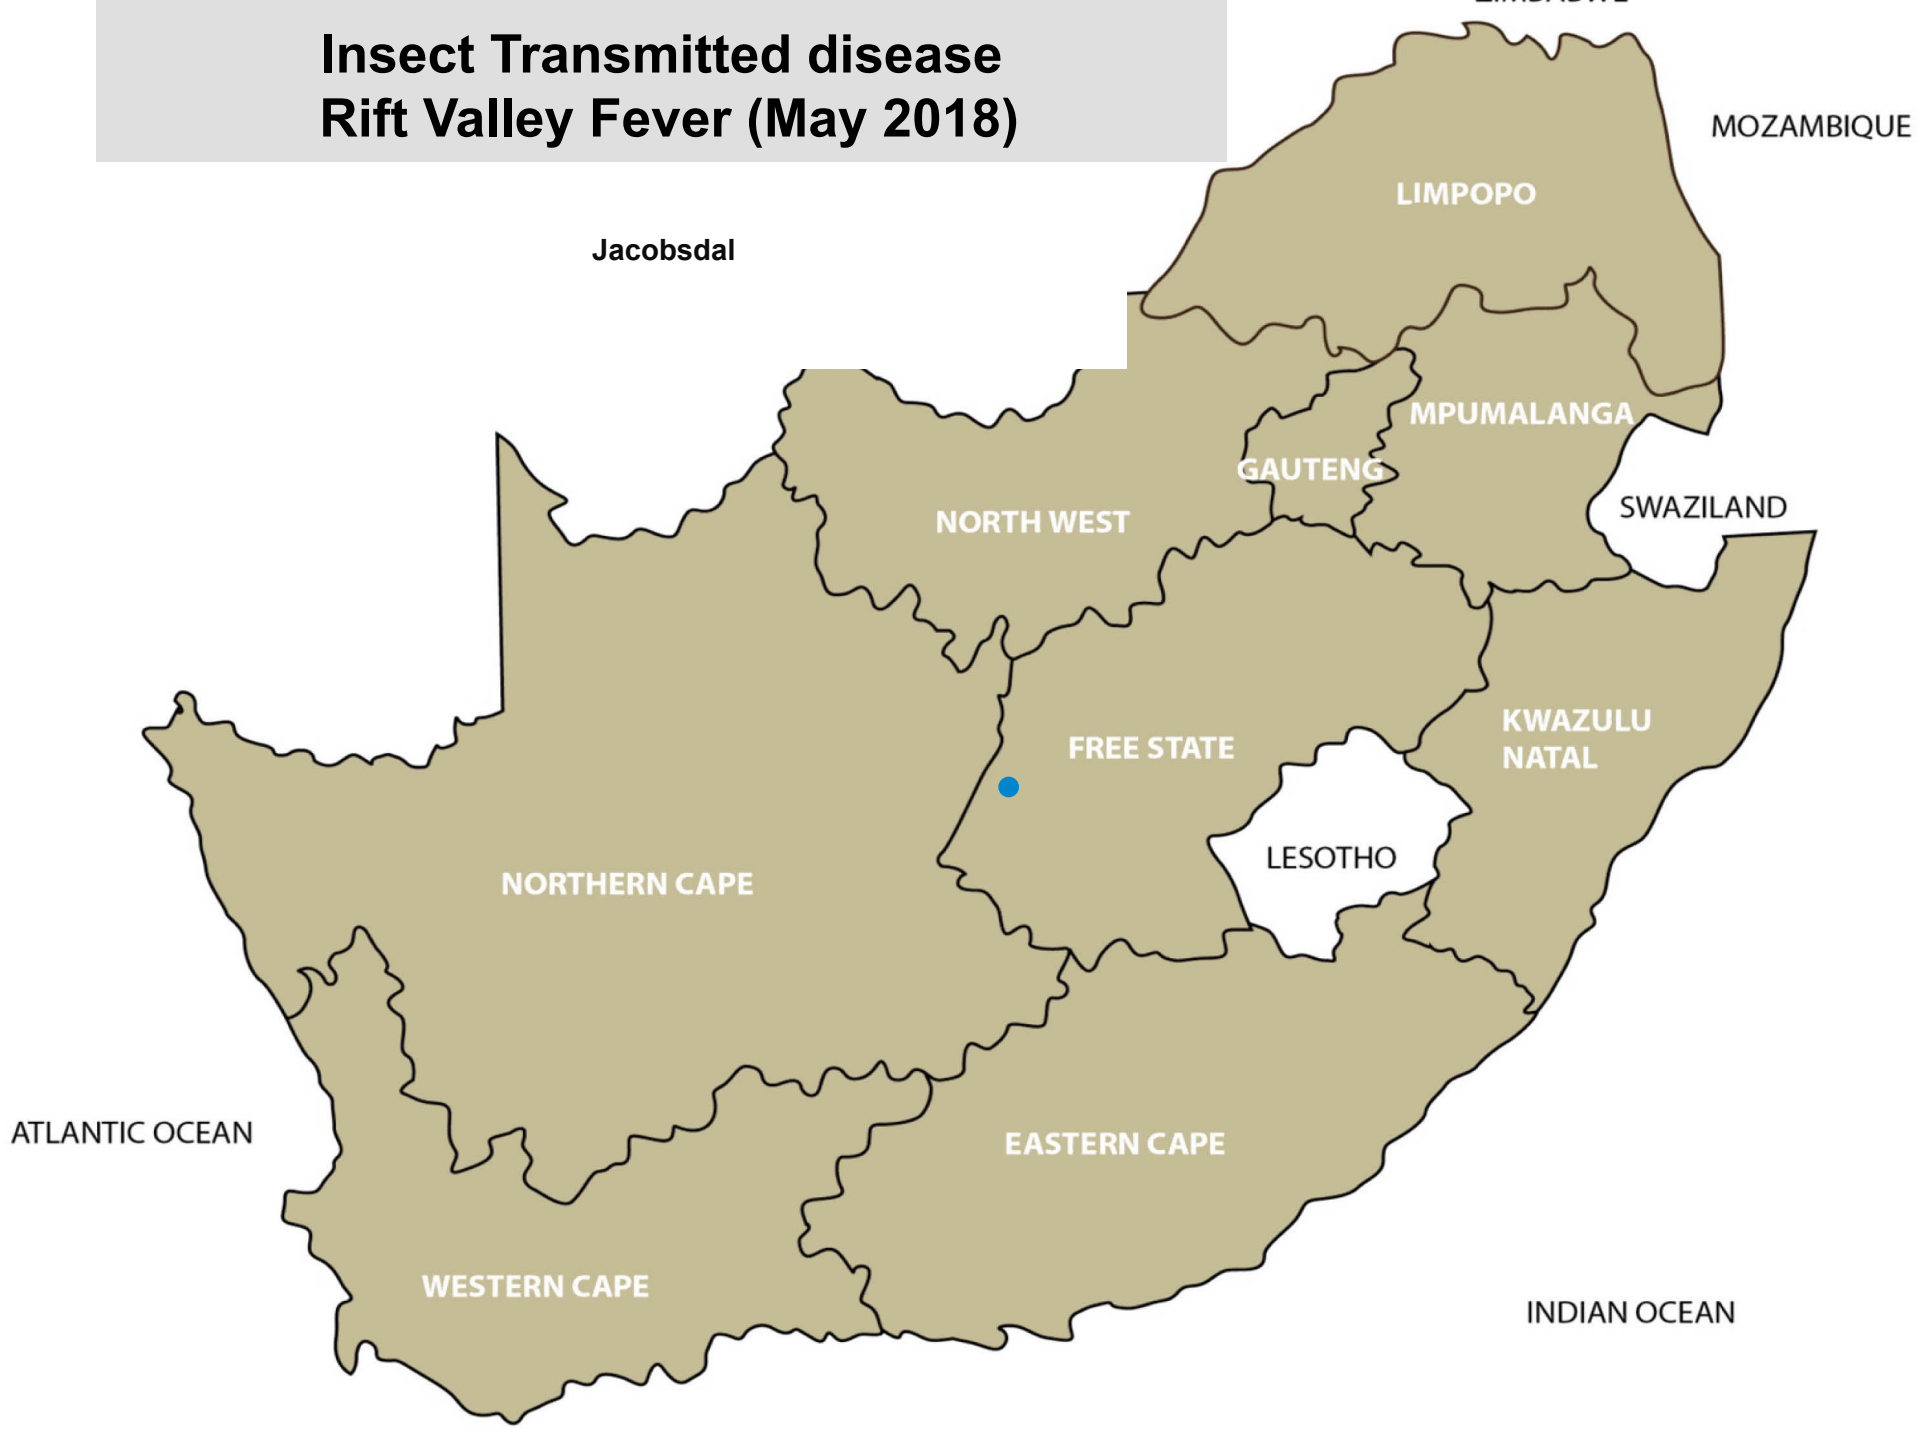 Insect Transmitted disease
Rift Valley Fever (May 2018)
MOZAMBIQUE
LIMPOPO
Jacobsdal
MPUMALANGA
GAUTENG
SWAZILAND
NORTH WEST
KWAZULU
NATAL
FREE STATE
LESOTHO
NORTHERN CAPE
ATLANTIC OCEAN
EASTERN CAPE
WESTERN CAPE
INDIAN OCEAN